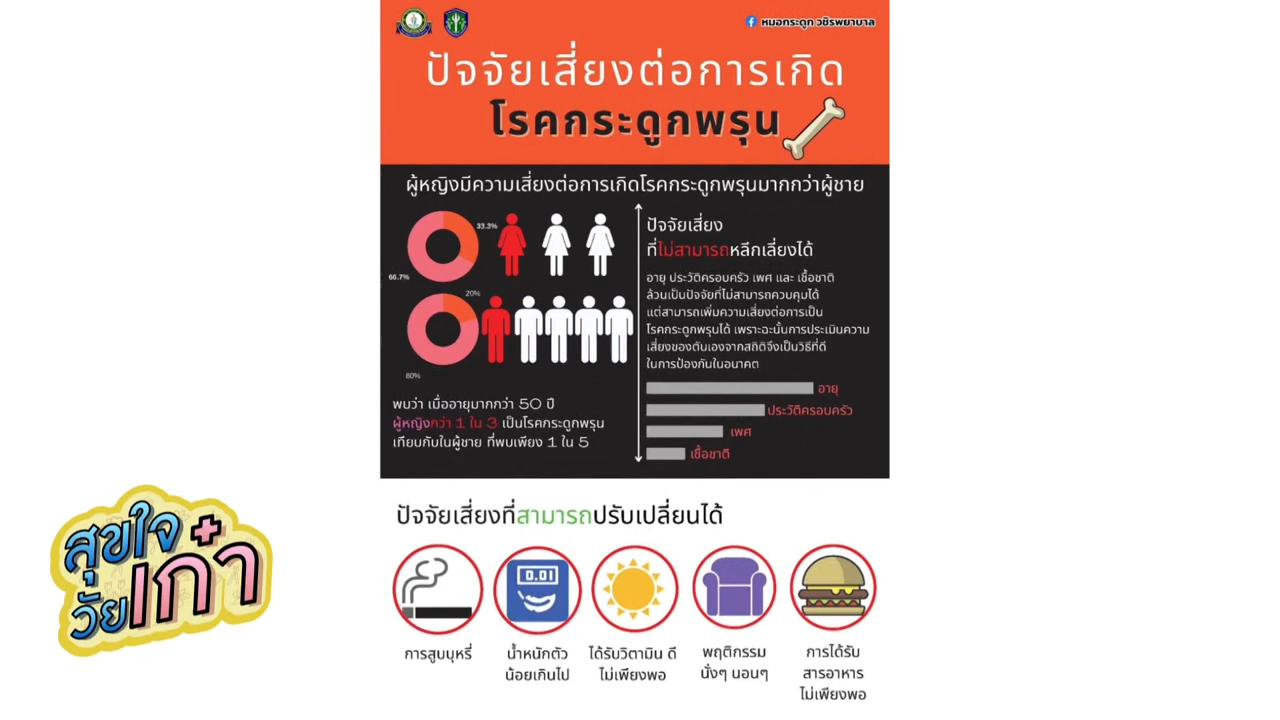 หมอกระดูก วชิรพยาบาล
ปัจจัยเสี่ยงต่อการเกิด
โรคกระดูกพรุน
ผู้หญิงมีความเสี่ยงต่อการเกิดโรคกระดูกพรุนมากกว่าผู้ชาย
33.3%
66.7%
20%
80%
พบว่า เมื่ออายุมากกว่า 50 ปี
ผู้หญิงกว่า 1 ใน 3 เป็นโรคกระดูกพรุน
เทียบกับในผู้ชาย ที่พบเพียง 1 ใน 5
ปัจจัยเสี่ยง
ที่ไม่สามารถหลีกเลี่ยงได้
อายุ ประวัติครอบครัว เพศ และ เชื้อชาติ
ล้วนเป็นปัจจัยที่ไม่สามารถควบคุมได้
แต่สามารถเพิ่มความเสี่ยงต่อการเป็น
โรคกระดูกพรุนได้ เพราะฉะนั้นการประเมินความ
เสี่ยงของตนเองจากสถิติจึงเป็นวิธีที่ดี
ในการป้องกันในอนาคต
อายุ
ประวัติครอบครัว
เพศ
เชื้อชาติ
ปัจจัยเสี่ยงที่สามารถปรับเปลี่ยนได้
0.01
การสูบบุหรี่
น้ำหนักตัว
น้อยเกินไป
ได้รับวิตามิน ดี
ไม่เพียงพอ
พฤติกรรม
นั่งๆ นอนๆ
การได้รับ
สารอาหาร
ไม่เพียงพอ
สุขใจ
วัยเก๋า